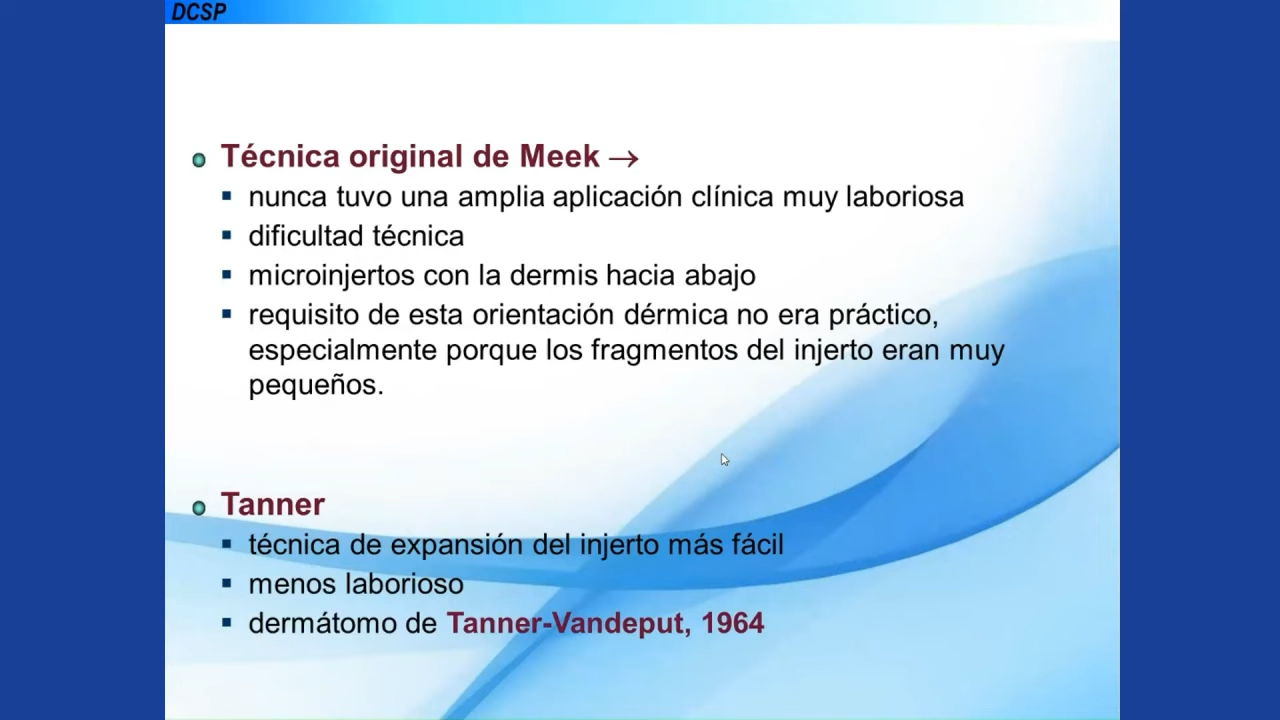 DCSP
Técnica original de Meek →
nunca tuvo una amplia aplicación clínica muy laboriosa
dificultad técnica
microinjertos con la dermis hacia abajo
requisito de esta orientación dérmica no era práctico,
especialmente porque los fragmentos del injerto eran muy
pequeños.
Tanner
técnica de expansión del injerto más fácil
menos laborioso
dermátomo de Tanner-Vandeput, 1964